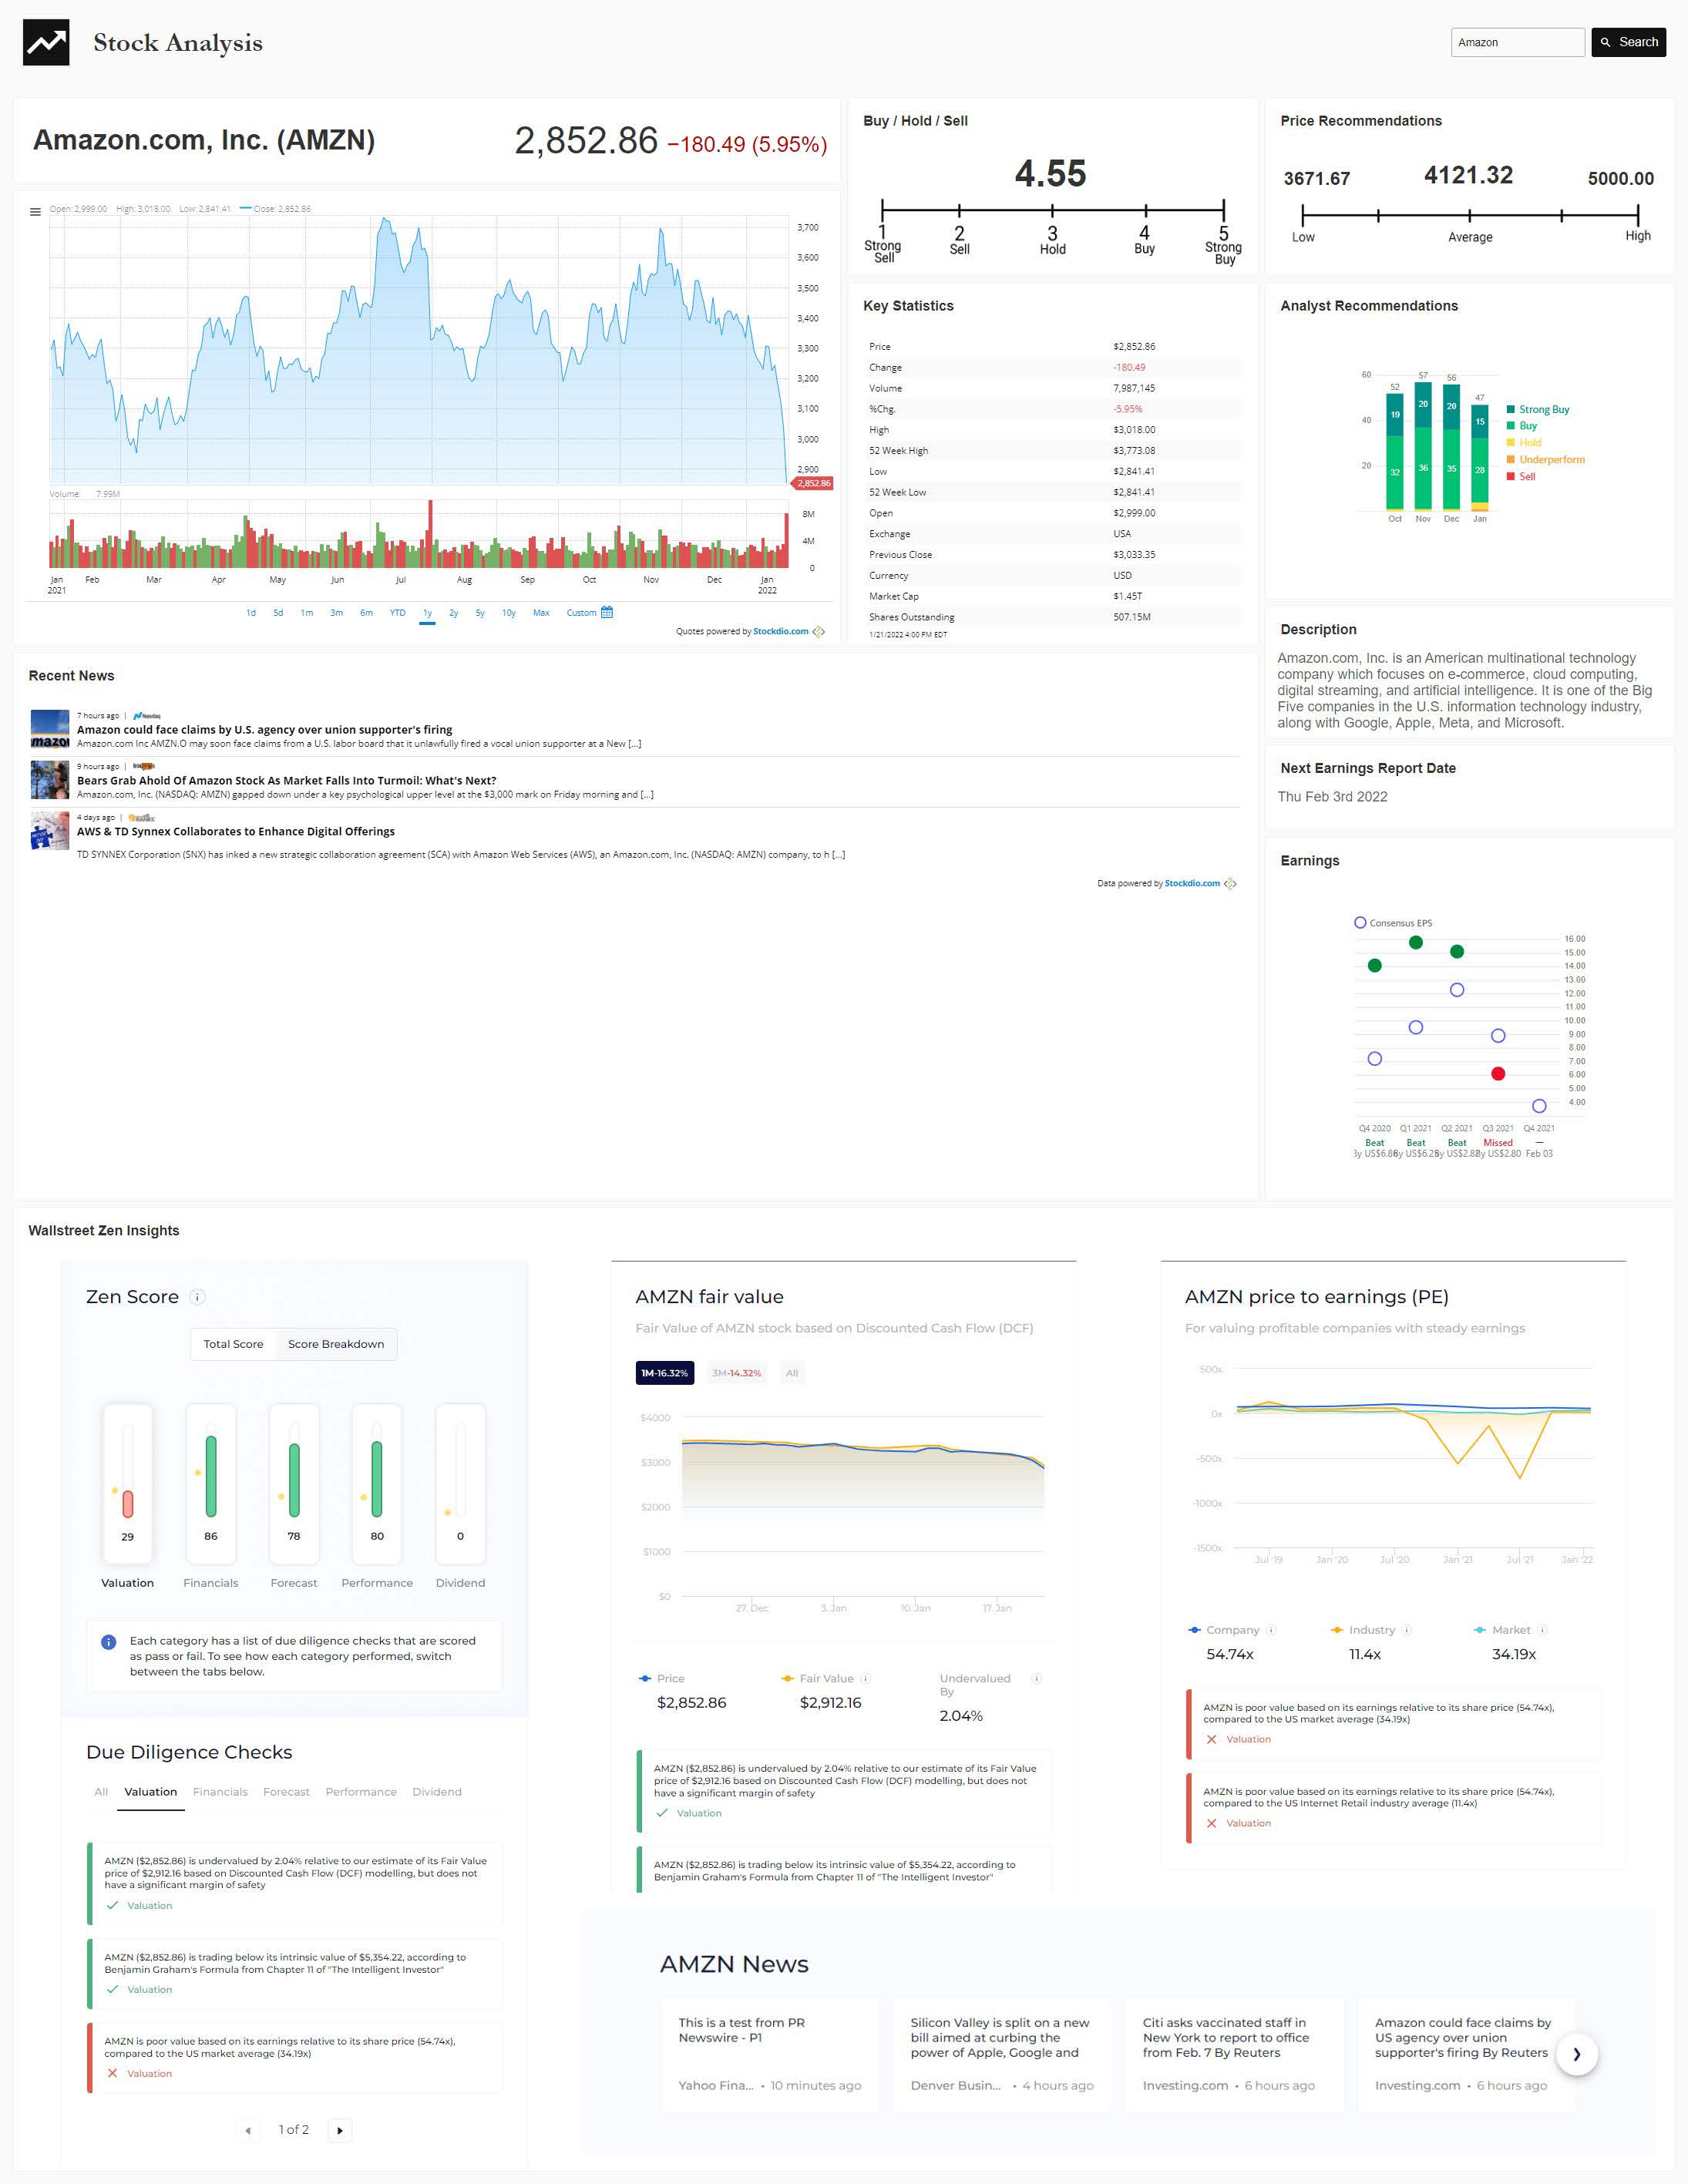 Stock Analysis
Amazon
Search
Amazon.com, Inc. (AMZN)
2,852.86 −180.49 (5.95%)
Open: 2,999.00 High: 3,018.00 Low: 2,841.41 Close: 2,852.86
3,700
3,600
3,500
3,400
3,300
3,200
3,100
3,000
2,900
2,852.86
Volume: 7.99M
8M
4M
0
Jan Feb Mar Apr May Jun Jul Aug Sep Oct Nov Dec Jan
2021 2022
1d 5d 1m 3m 6m YTD 1y 2y 5y 10y Max Custom
Quotes powered by Stockdio.com
Buy / Hold / Sell
4.55
1 2 3 4 5
Strong Sell
Sell
Hold
Buy
Strong Buy
Price Recommendations
3671.67 4121.32 5000.00
Low Average High
Key Statistics
Price $2,852.86
Change -180.49
Volume 7,987,145
%Chg. -5.95%
High $3,018.00
52 Week High $3,773.08
Low $2,841.41
52 Week Low $2,841.41
Open $2,999.00
Exchange USA
Previous Close $3,033.35
Currency USD
Market Cap $1.45T
Shares Outstanding 507.15M
1/21/2022 4:00 PM EDT
Analyst Recommendations
60
40
20
52 57 56 47
19 20 20 15
32 36 35 28
Oct Nov Dec Jan
Strong Buy
Buy
Hold
Underperform
Sell
Description
Amazon.com, Inc. is an American multinational technology
company which focuses on e-commerce, cloud computing,
digital streaming, and artificial intelligence. It is one of the Big
Five companies in the U.S. information technology industry,
along with Google, Apple, Meta, and Microsoft.
Next Earnings Report Date
Thu Feb 3rd 2022
Recent News
7 hours ago | Nasdaq
Amazon could face claims by U.S. agency over union supporter's firing
Amazon.com Inc AMZN.O may soon face claims from a U.S. labor board that it unlawfully fired a vocal union supporter at a New [...]
9 hours ago |
Bears Grab Ahold Of Amazon Stock As Market Falls Into Turmoil: What's Next?
Amazon.com, Inc. (NASDAQ: AMZN) gapped down under a key psychological upper level at the $3,000 mark on Friday morning and [...]
4 days ago |
AWS & TD Synnex Collaborates to Enhance Digital Offerings
TD SYNNEX Corporation (SNX) has inked a new strategic collaboration agreement (SCA) with Amazon Web Services (AWS), an Amazon.com, Inc. (NASDAQ: AMZN) company, to h [...]
Data powered by Stockdio.com
Earnings
Consensus EPS
16.00
15.00
14.00
13.00
12.00
11.00
10.00
9.00
8.00
7.00
6.00
5.00
4.00
Q4 2020 Q1 2021 Q2 2021 Q3 2021 Q4 2021
Beat Beat Beat Missed —
By US$6.86 By US$6.25 By US$2.82 By US$2.80 Feb 03
Wallstreet Zen Insights
Zen Score
Total Score Score Breakdown
29 86 78 80 0
Valuation Financials Forecast Performance Dividend
Each category has a list of due diligence checks that are scored
as pass or fail. To see how each category performed, switch
between the tabs below.
Due Diligence Checks
All Valuation Financials Forecast Performance Dividend
AMZN ($2,852.86) is undervalued by 2.04% relative to our estimate of its Fair Value
price of $2,912.16 based on Discounted Cash Flow (DCF) modelling, but does not
have a significant margin of safety
Valuation
AMZN ($2,852.86) is trading below its intrinsic value of $5,354.22, according to
Benjamin Graham's Formula from Chapter 11 of "The Intelligent Investor"
Valuation
AMZN is poor value based on its earnings relative to its share price (54.74x),
compared to the US market average (34.19x)
Valuation
1 of 2
AMZN fair value
Fair Value of AMZN stock based on Discounted Cash Flow (DCF)
1M-16.32% 3M-14.32% All
$4000
$3000
$2000
$1000
$0
27. Dec 3. Jan 10. Jan 17. Jan
Price
$2,852.86
Fair Value
$2,912.16
Undervalued
By
2.04%
AMZN ($2,852.86) is undervalued by 2.04% relative to our estimate of its Fair Value
price of $2,912.16 based on Discounted Cash Flow (DCF) modelling, but does not
have a significant margin of safety
Valuation
AMZN ($2,852.86) is trading below its intrinsic value of $5,354.22, according to
Benjamin Graham's Formula from Chapter 11 of "The Intelligent Investor"
AMZN price to earnings (PE)
For valuing profitable companies with steady earnings
500x
0x
-500x
-1000x
-1500x
Jul '19 Jan '20 Jul '20 Jan '21 Jul '21 Jan '22
Company
54.74x
Industry
11.4x
Market
34.19x
AMZN is poor value based on its earnings relative to its share price (54.74x),
compared to the US market average (34.19x)
Valuation
AMZN is poor value based on its earnings relative to its share price (54.74x),
compared to the US Internet Retail industry average (11.4x)
Valuation
AMZN News
This is a test from PR
Newswire - P1
Yahoo Fina... • 10 minutes ago
Silicon Valley is split on a new
bill aimed at curbing the
power of Apple, Google and
Denver Busin... • 4 hours ago
Citi asks vaccinated staff in
New York to report to office
from Feb. 7 By Reuters
Investing.com • 6 hours ago
Amazon could face claims by
US agency over union
supporter's firing By Reuters
Investing.com • 6 hours ago